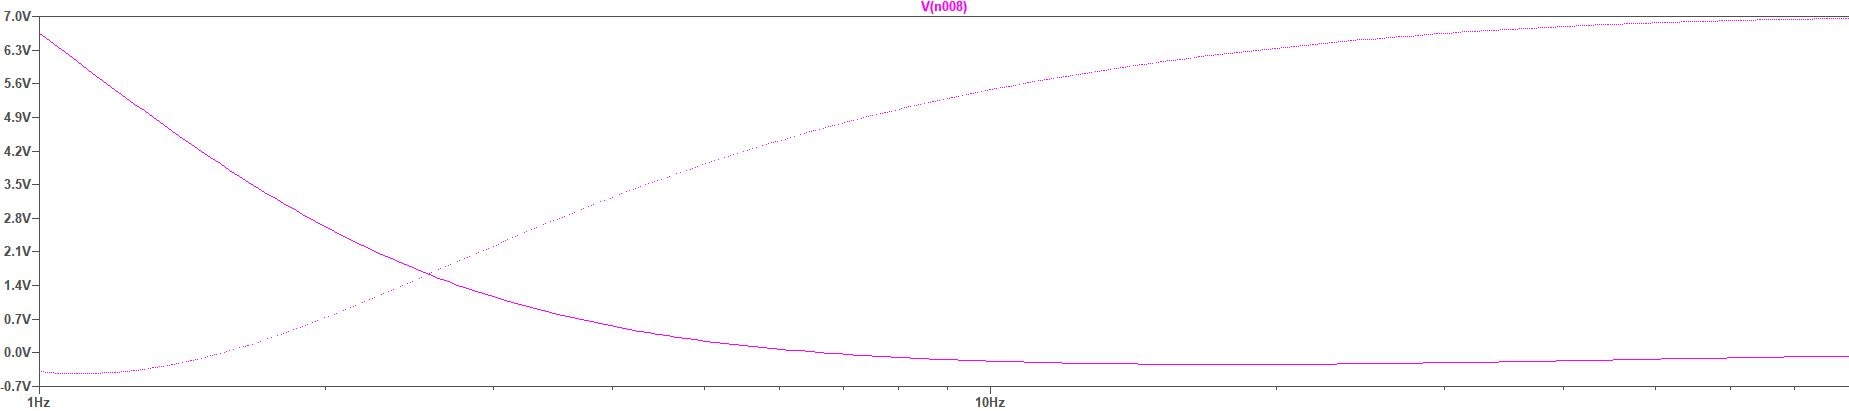 V(n008)
7.0V
6.3V
5.6V
4.9V
4.2V
3.5V
2.8V
2.1V
1.4V
0.7V
0.0V
-0.7V
1Hz
10Hz